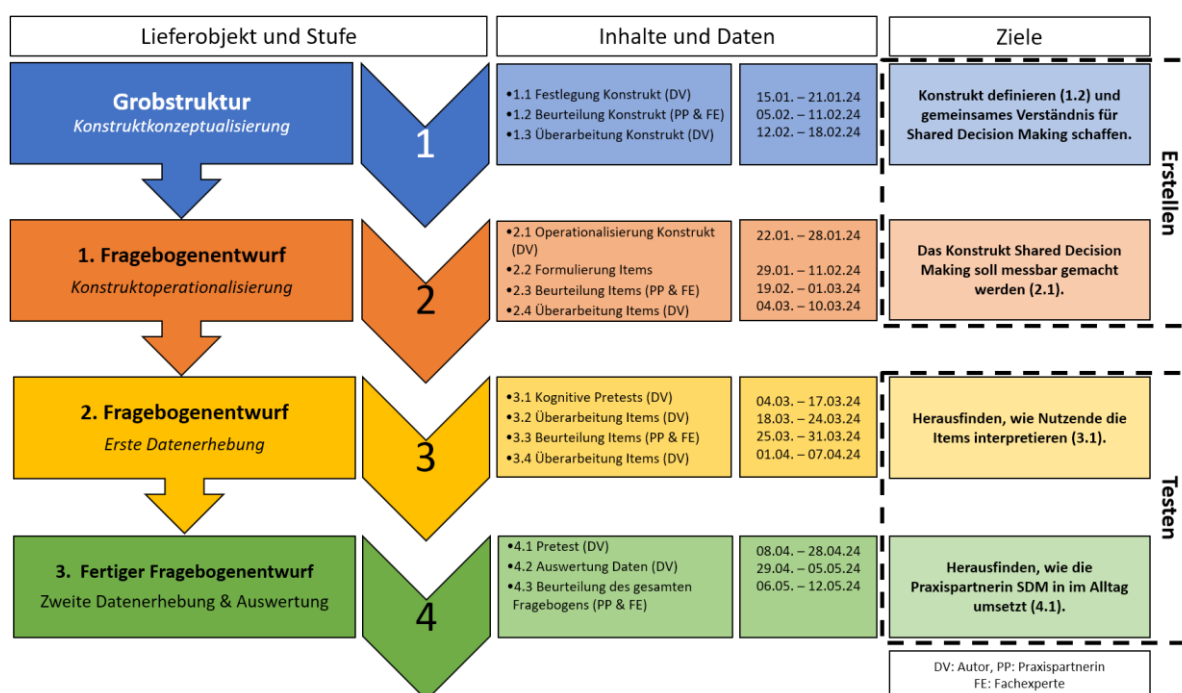 Lieferobjekt und Stufe
Inhalte und Daten
Ziele
Grobstruktur
Konstruktkonzeptualisierung
1
•1.1 Festlegung Konstrukt (DV)
•1.2 Beurteilung Konstrukt (PP & FE)
•1.3 Überarbeitung Konstrukt (DV)
15.01. – 21.01.24
05.02. – 11.02.24
12.02. – 18.02.24
Konstrukt definieren (1.2) und
gemeinsames Verständnis für
Shared Decision Making schaffen.
Erstellen
1. Fragebogenentwurf
Konstruktoperationalisierung
2
•2.1 Operationalisierung Konstrukt
(DV)
•2.2 Formulierung Items
•2.3 Beurteilung Items (PP & FE)
•2.4 Überarbeitung Items (DV)
22.01. – 28.01.24
29.01. – 11.02.24
19.02. – 01.03.24
04.03. – 10.03.24
Das Konstrukt Shared Decision
Making soll messbar gemacht
werden (2.1).
2. Fragebogenentwurf
Erste Datenerhebung
3
•3.1 Kognitive Pretests (DV)
•3.2 Überarbeitung Items (DV)
•3.3 Beurteilung Items (PP & FE)
•3.4 Überarbeitung Items (DV)
04.03. – 17.03.24
18.03. – 24.03.24
25.03. – 31.03.24
01.04. – 07.04.24
Herausfinden, wie Nutzende die
Items interpretieren (3.1).
Testen
3. Fertiger Fragebogenentwurf
Zweite Datenerhebung & Auswertung
4
•4.1 Pretest (DV)
•4.2 Auswertung Daten (DV)
•4.3 Beurteilung des gesamten
Fragebogens (PP & FE)
08.04. – 28.04.24
29.04. – 05.05.24
06.05. – 12.05.24
Herausfinden, wie die
Praxispartnerin SDM in im Alltag
umsetzt (4.1).
DV: Autor, PP: Praxispartnerin
FE: Fachexperte